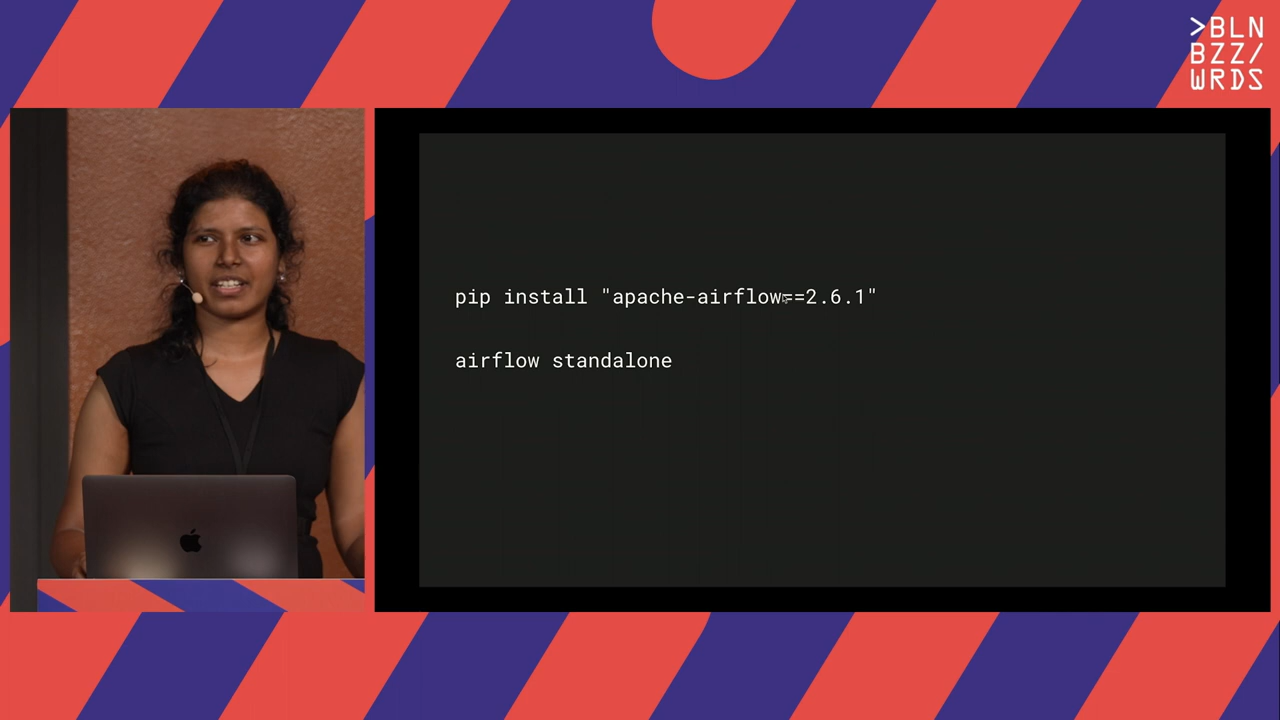 >BLN
BZZ/
WRDS
pip install "apache-airflow==2.6.1"
airflow standalone